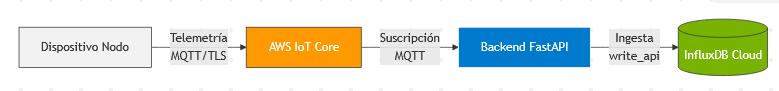 Dispositivo Nodo
Telemetría
MQTT/TLS
AWS IoT Core
Suscripción
MQTT
Backend FastAPI
Ingesta
write_api
InfluxDB Cloud